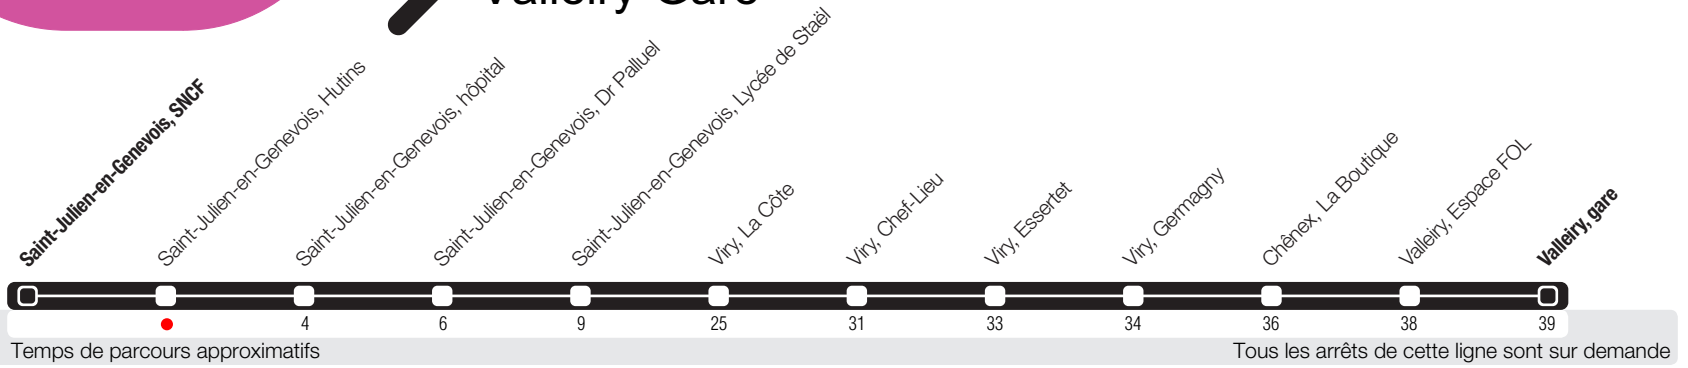 Valleiry Gare
Saint-Julien-en-Genevois, SNCF
Saint-Julien-en-Genevois, Hutins
Saint-Julien-en-Genevois, hôpital
Saint-Julien-en-Genevois, Dr Palluel
Saint-Julien-en-Genevois, Lycée de Staël
Viry, La Côte
Viry, Chef-Lieu
Viry, Essertet
Viry, Germagny
Chênex, La Boutique
Valleiry, Espace FOL
Valleiry, gare
4 6 9 25 31 33 34 36 38 39
Temps de parcours approximatifs
Tous les arrêts de cette ligne sont sur demande